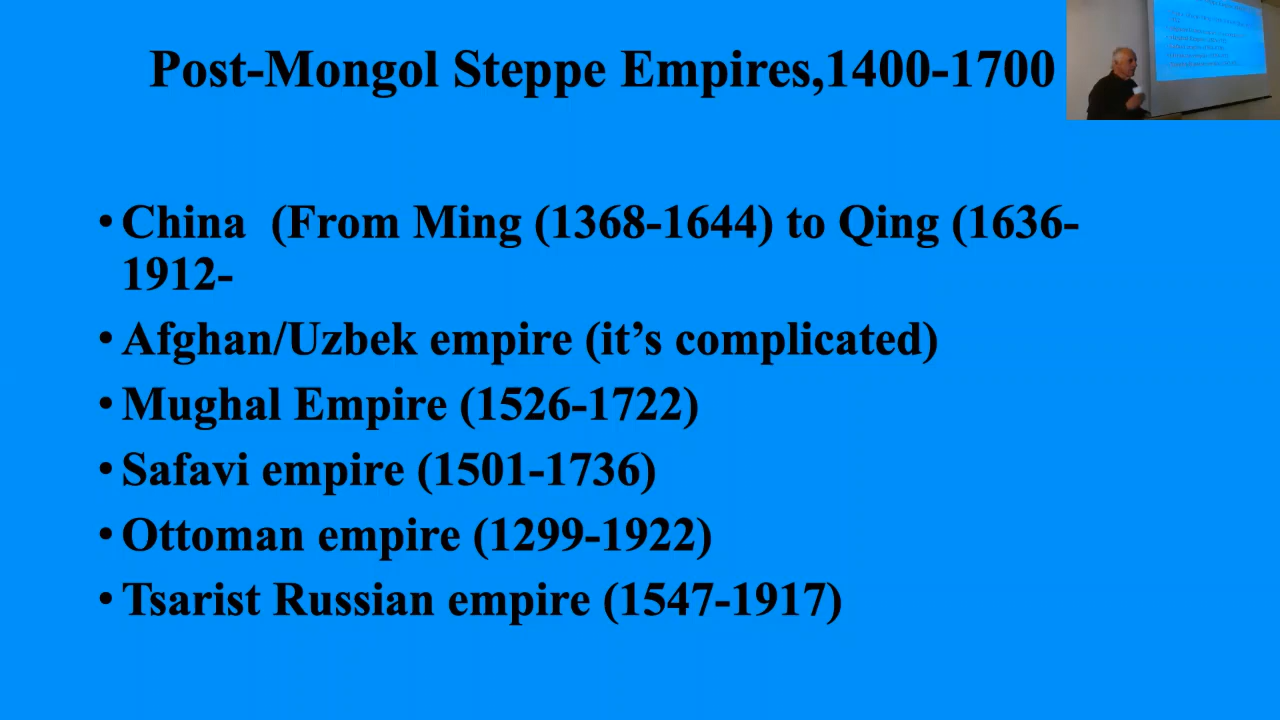 Post-Mongol Steppe Empires,1400-1700
• China (From Ming (1368-1644) to Qing (1636-
1912-
• Afghan/Uzbek empire (it’s complicated)
• Mughal Empire (1526-1722)
• Safavi empire (1501-1736)
• Ottoman empire (1299-1922)
• Tsarist Russian empire (1547-1917)